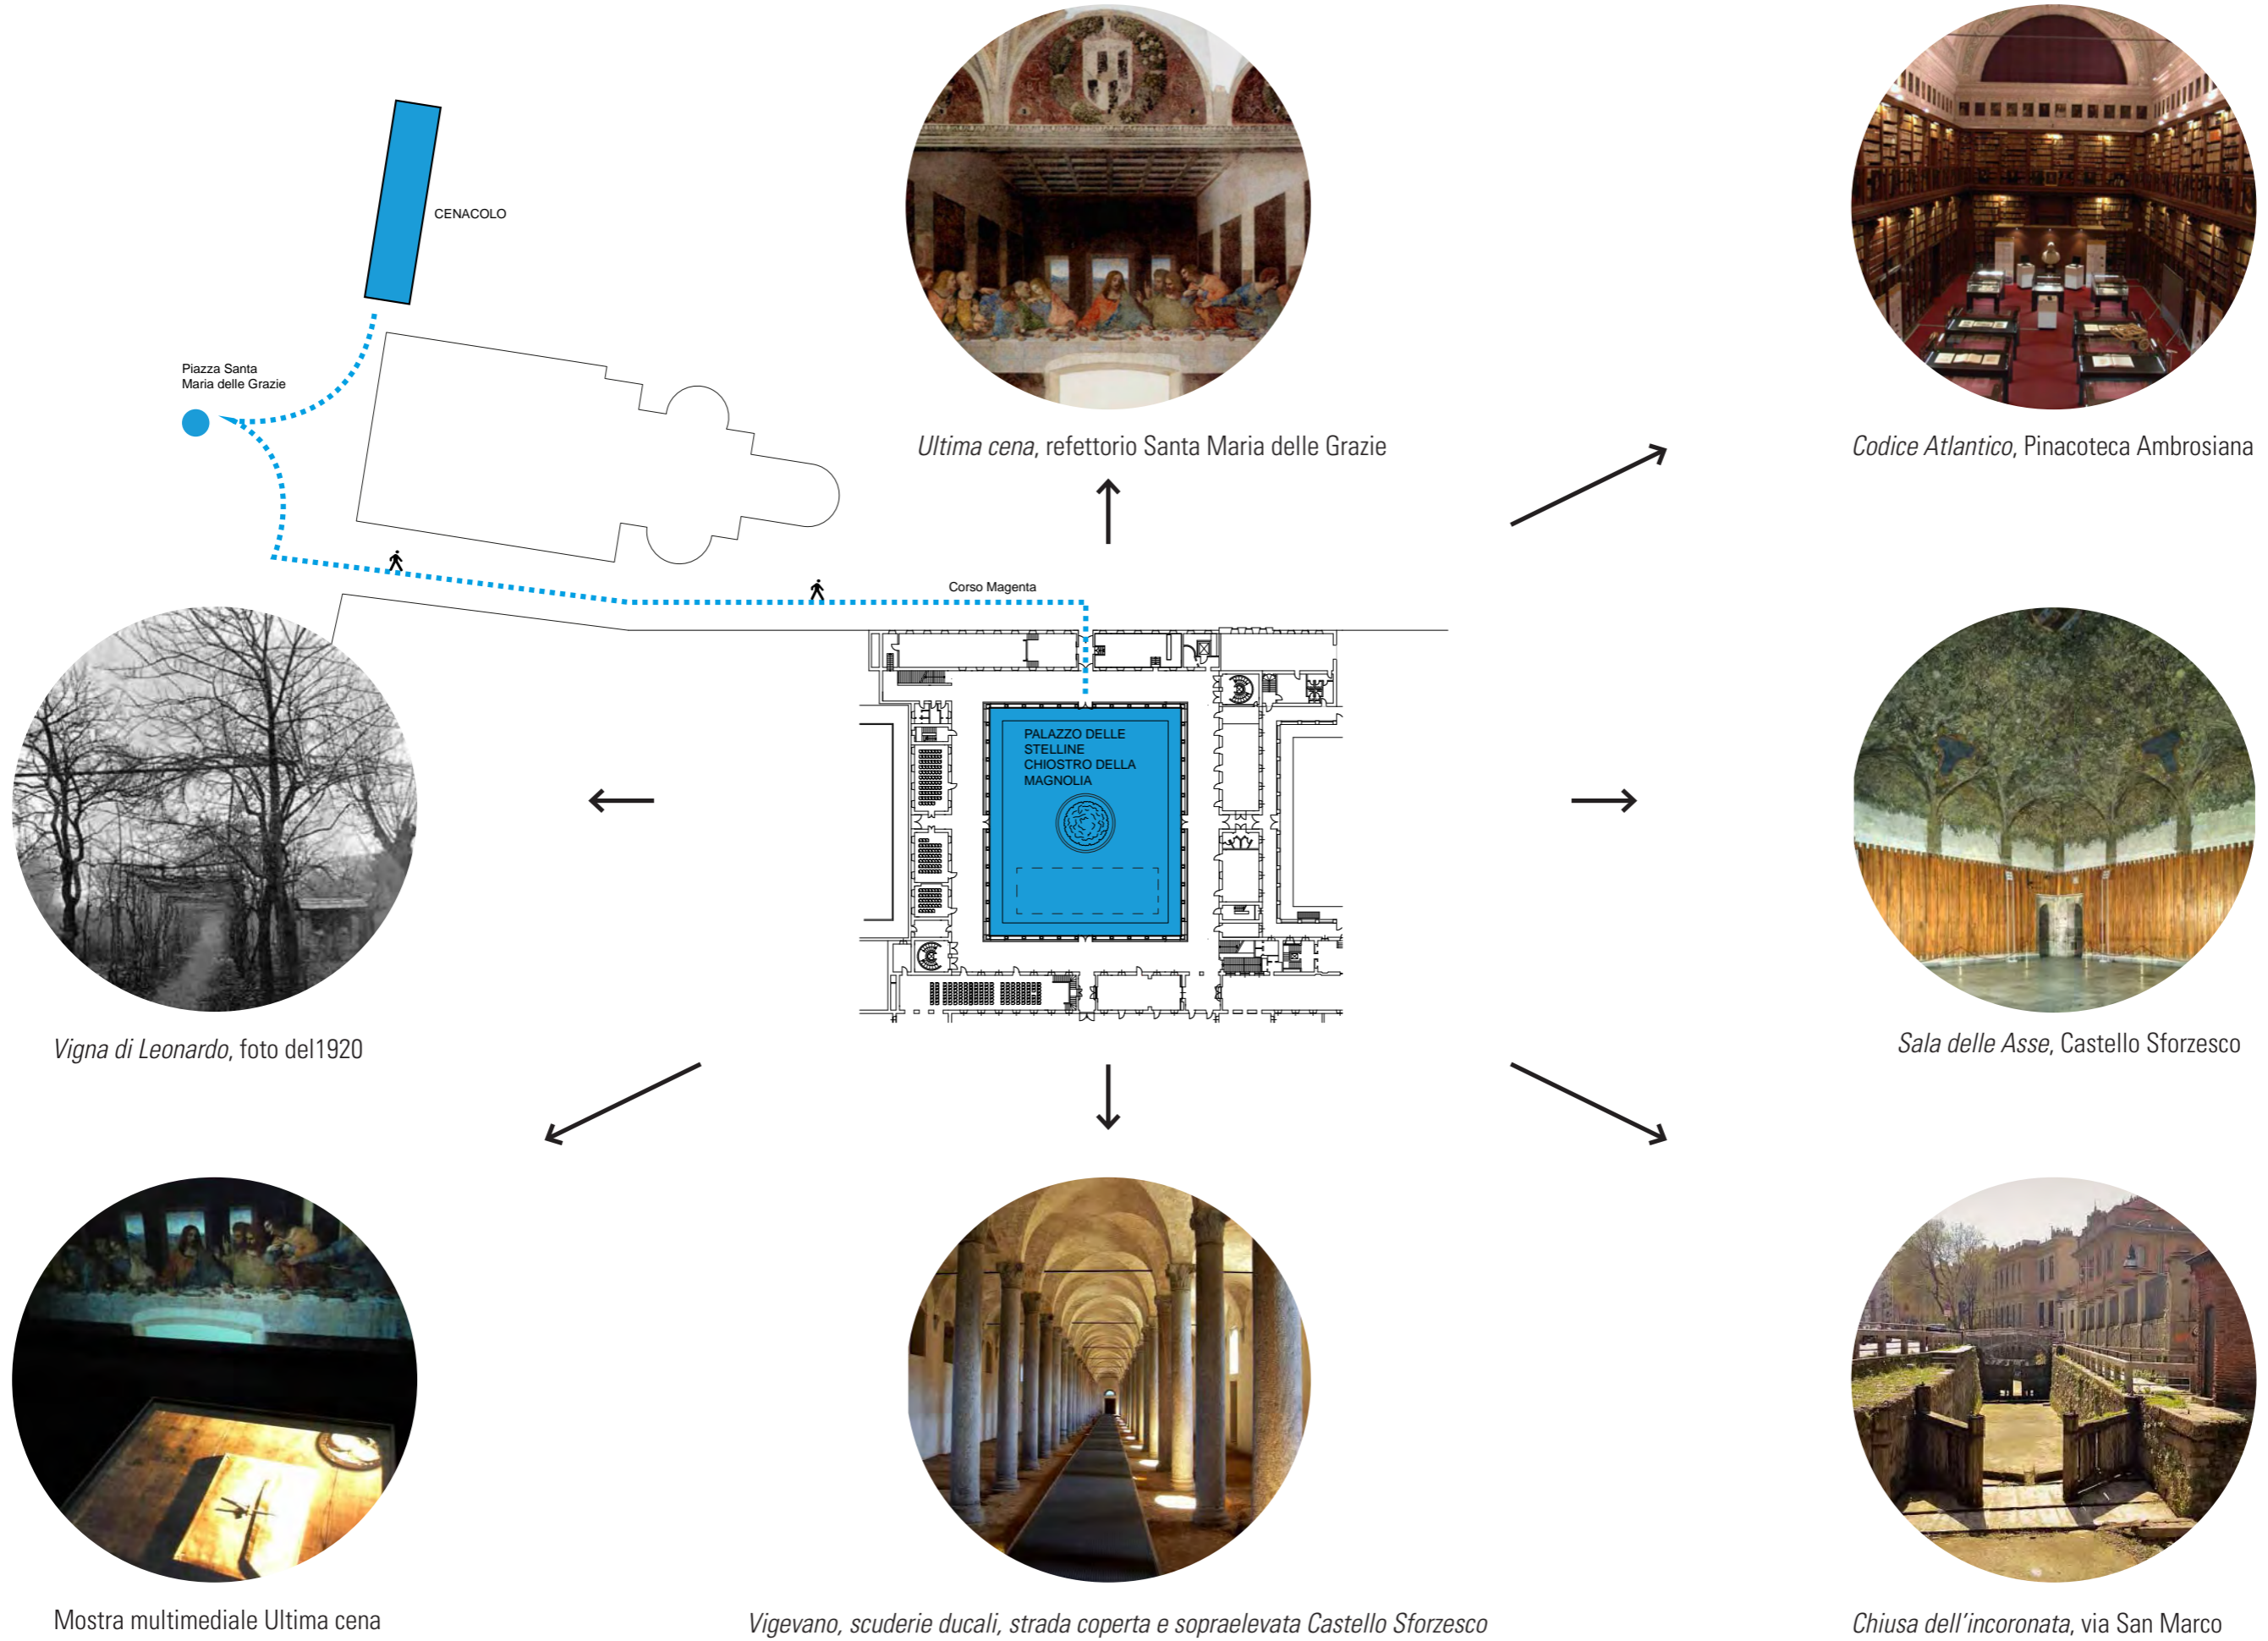 CENACOLO
Piazza Santa
Maria delle Grazie
Ultima cena, refettorio Santa Maria delle Grazie
Codice Atlantico, Pinacoteca Ambrosiana
Corso Magenta
PALAZZO DELLE
STELLINE
CHIOSTRO DELLA
MAGNOLIA
Vigna di Leonardo, foto del1920
Sala delle Asse, Castello Sforzesco
Mostra multimediale Ultima cena
Vigevano, scuderie ducali, strada coperta e sopraelevata Castello Sforzesco
Chiusa dell'incoronata, via San Marco